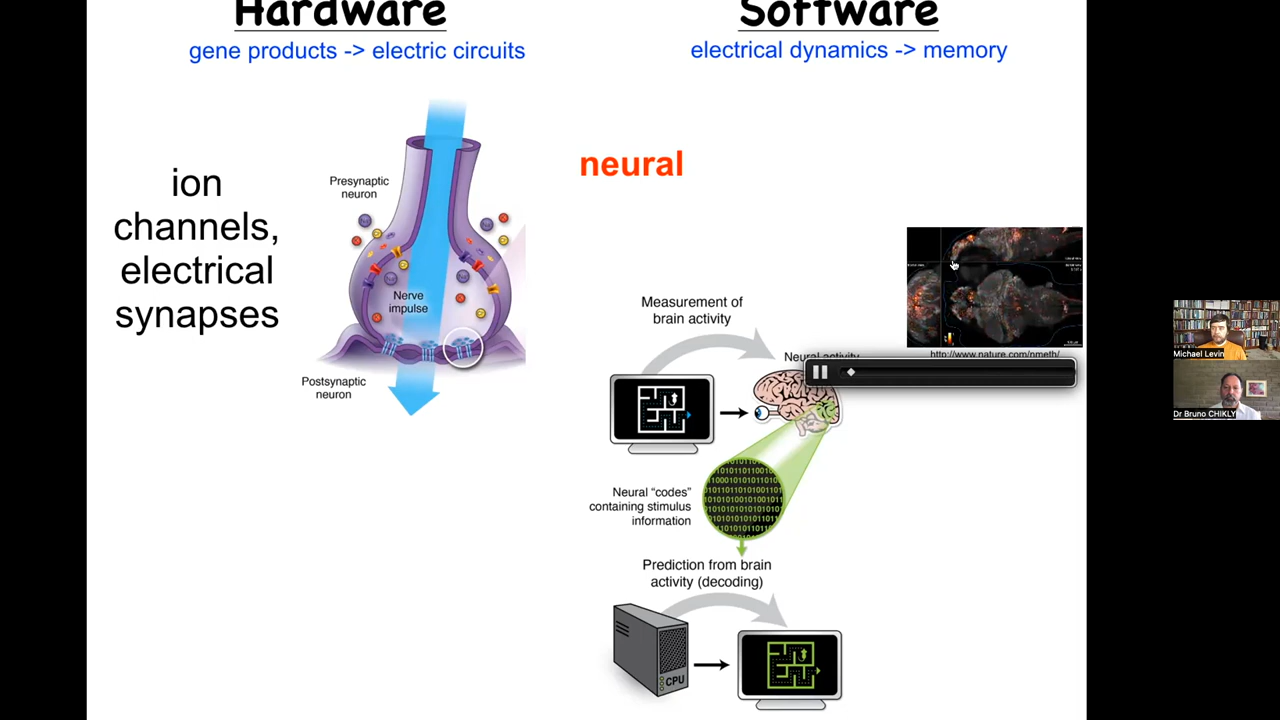 Hardware
gene products -> electric circuits
Software
electrical dynamics -> memory
ion
channels,
electrical
synapses
Presynaptic
neuron
Nerve
impulse
Postsynaptic
neuron
neural
Measurement of
brain activity
Neural activity
http://www.nature.com/nmeth/
Neural “codes”
containing stimulus
information
Prediction from brain
activity (decoding)
CPU
Michael Levin
Dr Bruno CHIKLY